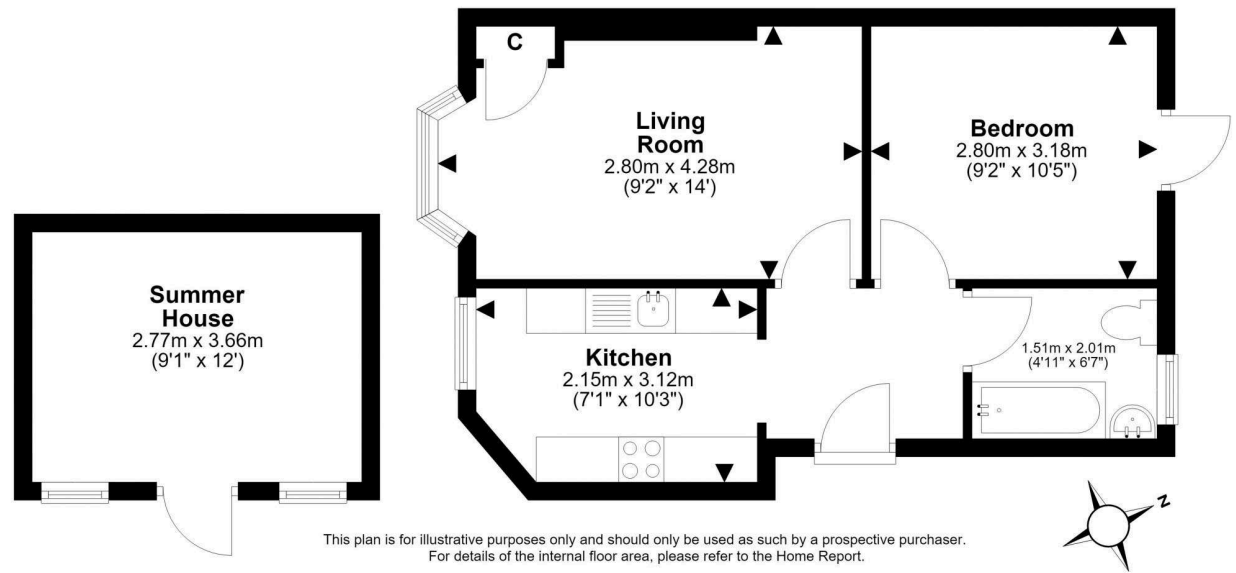 C
Living
Room
2.80m x 4.28m
(9'2" x 14')
Bedroom
2.80m x 3.18m
(9'2" x 10'5")
Summer
House
2.77m x 3.66m
(9'1" x 12')
Kitchen
2.15m x 3.12m
(7'1" x 10'3")
1.51m x 2.01m
(4'11" x 6'7")
N
This plan is for illustrative purposes only and should only be used as such by a prospective purchaser.
For details of the internal floor area, please refer to the Home Report.